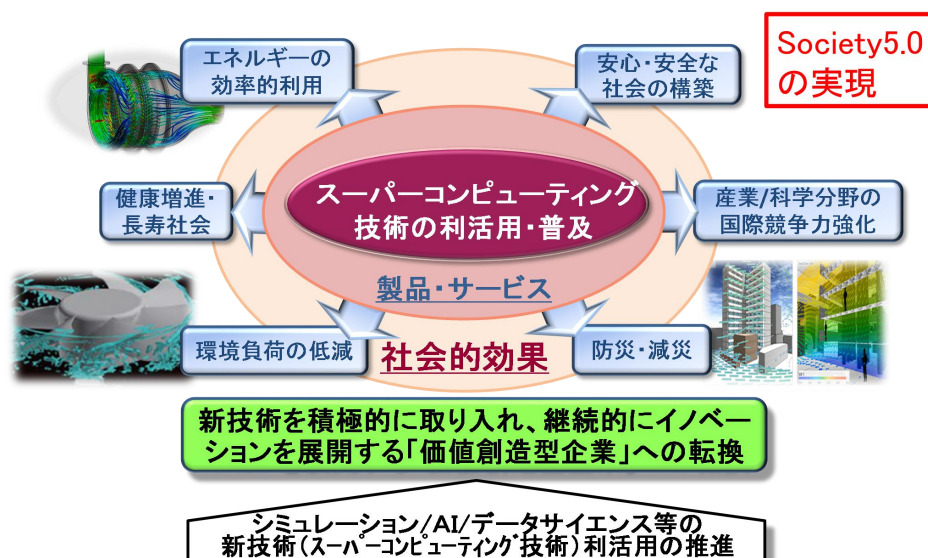 エネルギーの
効率的利用
安心・安全な
社会の構築
Society5.0
の実現
健康増進・
長寿社会
スーパーコンピューティング
技術の利活用・普及
産業/科学分野の
国際競争力強化
製品・サービス
環境負荷の低減
社会的効果
防災・減災
新技術を積極的に取り入れ、継続的にイノベー
ションを展開する「価値創造型企業」への転換
シミュレーション/AI/データサイエンス等の
新技術(スーパーコンピューティング技術)利活用の推進